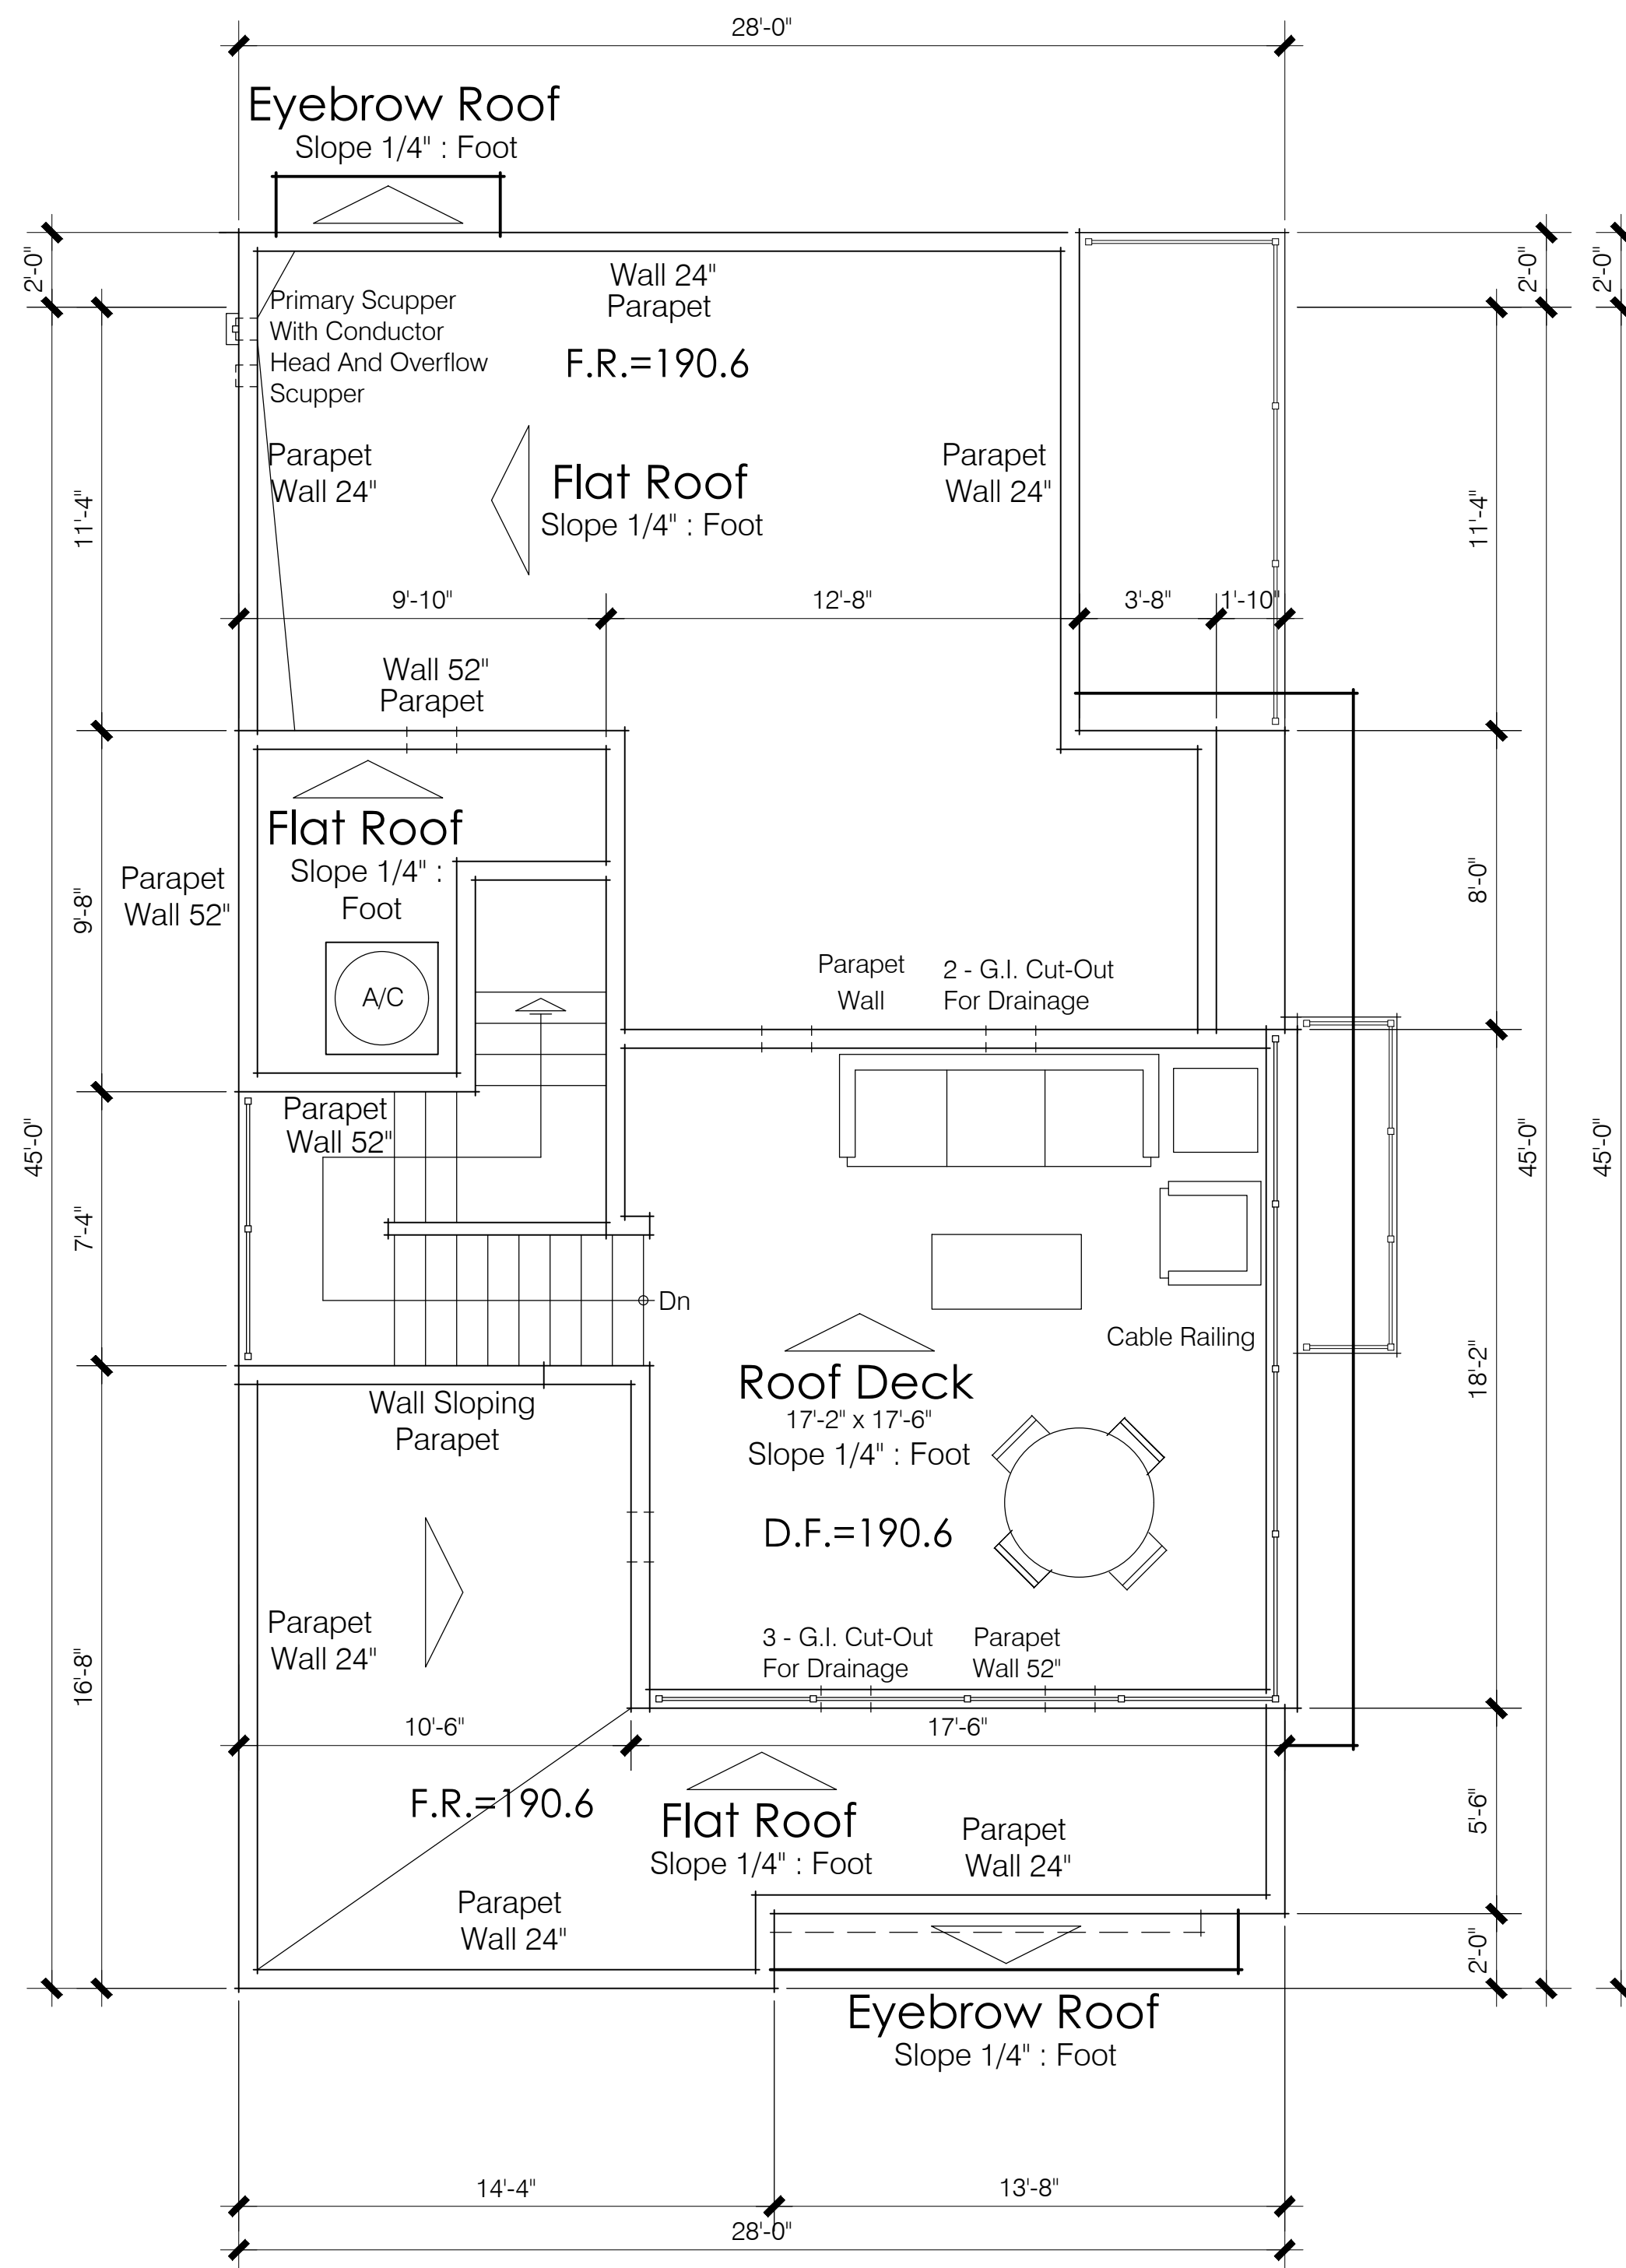 28'-0"
Eyebrow Roof
Slope 1/4" : Foot
2'-0"
2'-0"
2'-0"
Wall 24"
Parapet
Primary Scupper
With Conductor
Head And Overflow
Scupper
F.R.=190.6
Parapet
Wall 24"
Flat Roof
Slope 1/4" : Foot
Parapet
Wall 24"
11'-4"
11'-4"
9'-10"
12'-8"
3'-8"
1'-10"
Wall 52"
Parapet
Flat Roof
Slope 1/4" :
Foot
Parapet
Wall 52"
9'-8"
8'-0"
A/C
Parapet
Wall
2 - G.I. Cut-Out
For Drainage
Parapet
Wall 52"
45'-0"
45'-0"
45'-0"
7'-4"
Dn
Cable Railing
18'-2"
Roof Deck
17'-2" x 17'-6"
Slope 1/4" : Foot
Wall Sloping
Parapet
D.F.=190.6
Parapet
Wall 24"
16'-8"
3 - G.I. Cut-Out
For Drainage
Parapet
Wall 52"
10'-6"
17'-6"
F.R.=190.6
Flat Roof
Slope 1/4" : Foot
Parapet
Wall 24"
5'-6"
Parapet
Wall 24"
2'-0"
Eyebrow Roof
Slope 1/4" : Foot
14'-4"
13'-8"
28'-0"